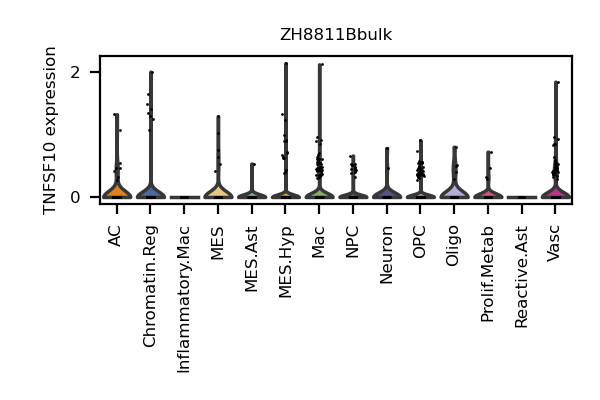 ZH8811Bbulk
TNFSF10 expression
2
0
AC
Chromatin.Reg
Inflammatory.Mac
MES
MES.Ast
MES.Hyp
Mac
NPC
Neuron
OPC
Oligo
Prolif.Metab
Reactive.Ast
Vasc